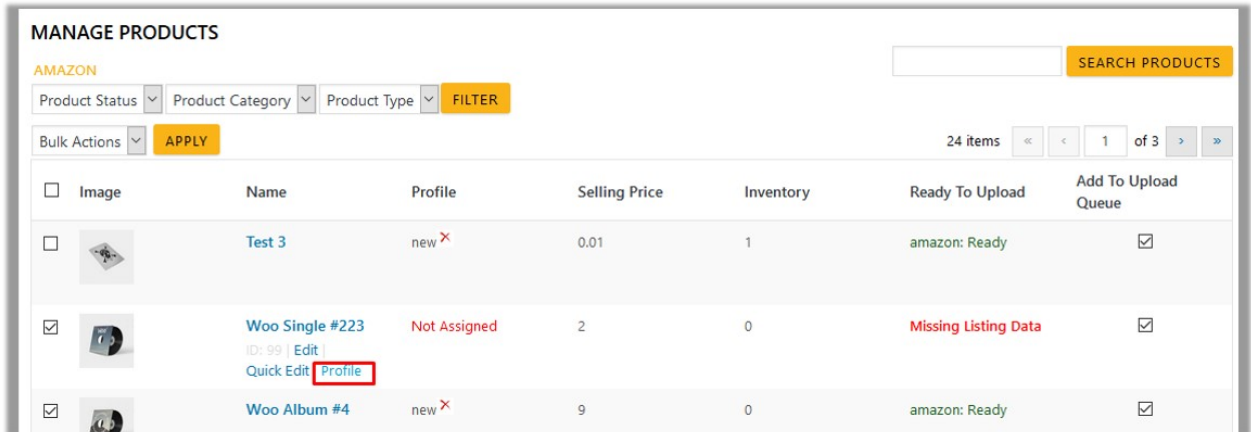 MANAGE PRODUCTS
SEARCH PRODUCTS
AMAZON
Product Status Product Category Product Type FILTER
Bulk Actions APPLY 24 items « ‹ 1 of 3 › »
Image Name Profile Selling Price Inventory Ready To Upload Add To Upload
Queue
Test 3 new 0.01 1 amazon: Ready
Woo Single #223 Not Assigned 2 0 Missing Listing Data
ID: 99 | Edit |
Quick Edit Profile
Woo Album #4 new 9 0 amazon: Ready